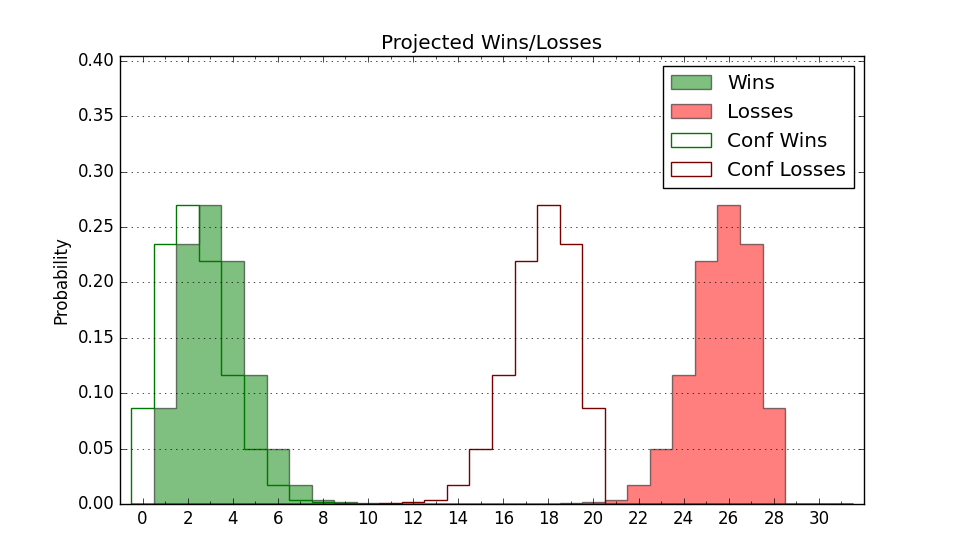 Projected Wins/Losses
0.40
0.35
0.30
0.25
0.20
0.15
0.10
0.05
0.00
Probability
Wins
Losses
Conf Wins
Conf Losses
0 2 4 6 8 10 12 14 16 18 20 22 24 26 28 30